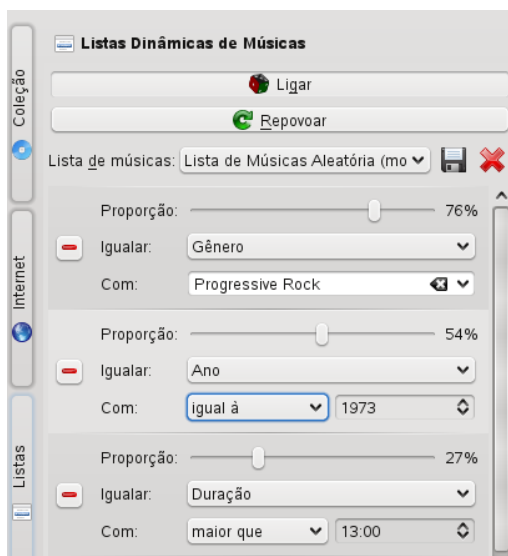 Listas Dinâmicas de Músicas
Ligar
Repovoar
Lista de músicas: Lista de Músicas Aleatória (mo
Proporção: 76%
Igualar: Gênero
Com: Progressive Rock
Proporção: 54%
Igualar: Ano
Com: igual à 1973
Proporção: 27%
Igualar: Duração
Com: maior que 13:00
Coleção
Internet
Listas